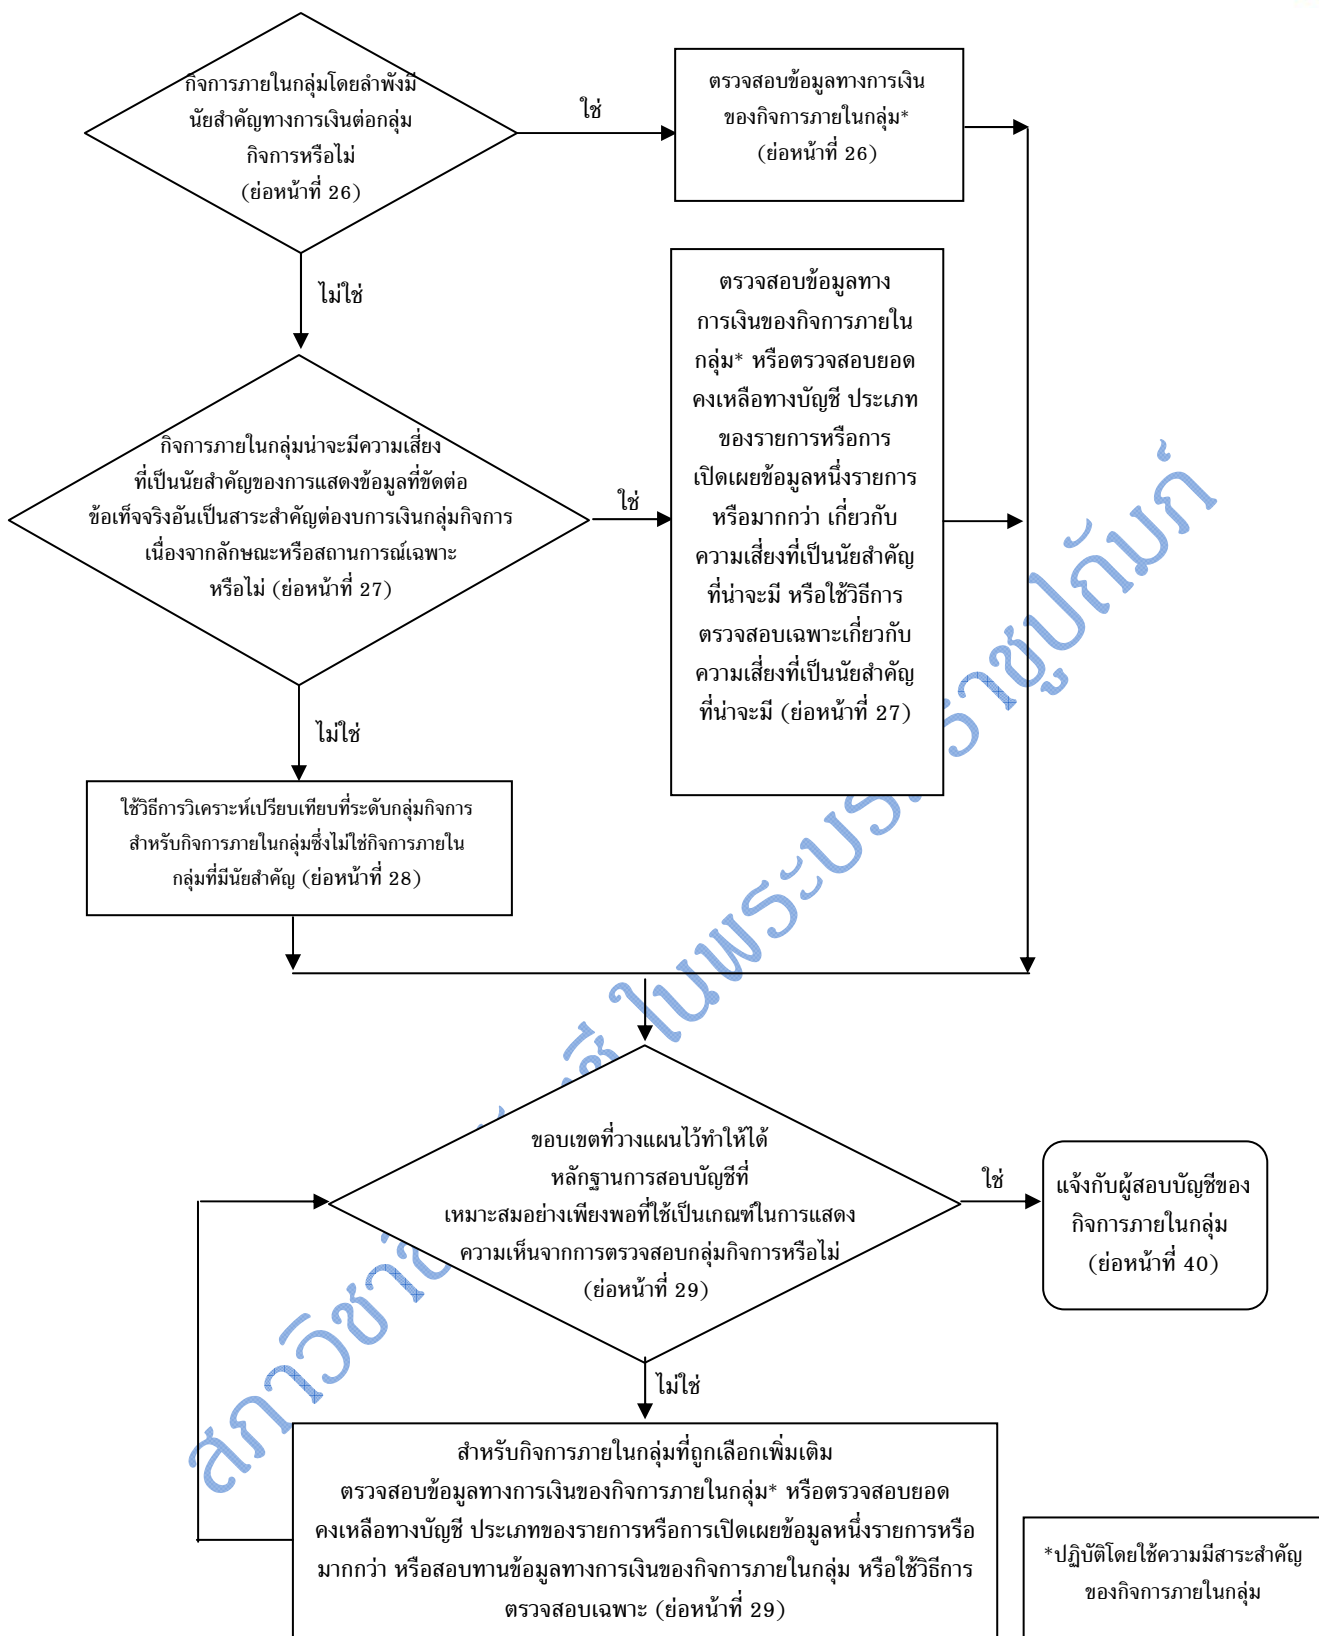 กิจการภายในกลุ่มโดยลำพังมี
นัยสำคัญทางการเงินต่อกลุ่ม
กิจการหรือไม่
(ย่อหน้าที่ 26)
ใช่
ตรวจสอบข้อมูลทางการเงิน
ของกิจการภายในกลุ่ม*
(ย่อหน้าที่ 26)
ไม่ใช่
กิจการภายในกลุ่มน่าจะมีความเสี่ยง
ที่เป็นนัยสำคัญของการแสดงข้อมูลที่ขัดต่อ
ข้อเท็จจริงอันเป็นสาระสำคัญต่องบการเงินกลุ่มกิจการ
เนื่องจากลักษณะหรือสถานการณ์เฉพาะ
หรือไม่ (ย่อหน้าที่ 27)
ใช่
ตรวจสอบข้อมูลทาง
การเงินของกิจการภายใน
กลุ่ม* หรือตรวจสอบยอด
คงเหลือทางบัญชี ประเภท
ของรายการหรือการ
เปิดเผยข้อมูลหนึ่งรายการ
หรือมากกว่า เกี่ยวกับ
ความเสี่ยงที่เป็นนัยสำคัญ
ที่น่าจะมี หรือใช้วิธีการ
ตรวจสอบเฉพาะเกี่ยวกับ
ความเสี่ยงที่เป็นนัยสำคัญ
ที่น่าจะมี (ย่อหน้าที่ 27)
ไม่ใช่
ใช้วิธีการวิเคราะห์เปรียบเทียบที่ระดับกลุ่มกิจการ
สำหรับกิจการภายในกลุ่มซึ่งไม่ใช่กิจการภายใน
กลุ่มที่มีนัยสำคัญ (ย่อหน้าที่ 28)
ขอบเขตที่วางแผนไว้ทำให้ได้
หลักฐานการสอบบัญชีที่
เหมาะสมอย่างเพียงพอที่ใช้เป็นเกณฑ์ในการแสดง
ความเห็นจากการตรวจสอบกลุ่มกิจการหรือไม่
(ย่อหน้าที่ 29)
ใช่
แจ้งกับผู้สอบบัญชีของ
กิจการภายในกลุ่ม
(ย่อหน้าที่ 40)
ไม่ใช่
สำหรับกิจการภายในกลุ่มที่ถูกเลือกเพิ่มเติม
ตรวจสอบข้อมูลทางการเงินของกิจการภายในกลุ่ม* หรือตรวจสอบยอด
คงเหลือทางบัญชี ประเภทของรายการหรือการเปิดเผยข้อมูลหนึ่งรายการหรือ
มากกว่า หรือสอบทานข้อมูลทางการเงินของกิจการภายในกลุ่ม หรือใช้วิธีการ
ตรวจสอบเฉพาะ (ย่อหน้าที่ 29)
*ปฏิบัติโดยใช้ความมีสาระสำคัญ
ของกิจการภายในกลุ่ม